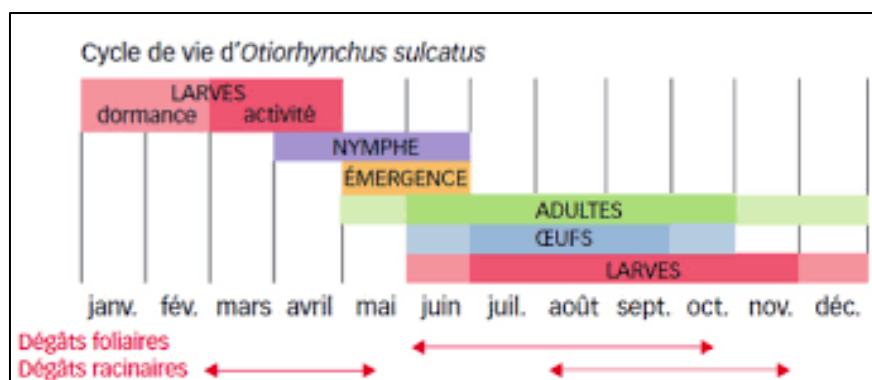 Cycle de vie d'Otiorhynchus sulcatus
LARVES
dormance activité
NYMPHE
ÉMERGENCE
ADULTES
ŒUFS
LARVES
janv. fév. mars avril mai juin juil. août sept. oct. nov. déc.
Dégâts foliaires
Dégâts racinaires